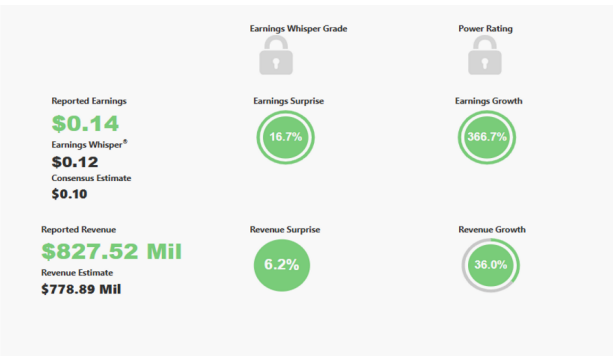 Earnings Whisper Grade
Power Rating
Reported Earnings
$0.14
Earnings Whisper®
$0.12
Consensus Estimate
$0.10
Earnings Surprise
16.7%
Earnings Growth
366.7%
Reported Revenue
$827.52 Mil
Revenue Estimate
$778.89 Mil
Revenue Surprise
6.2%
Revenue Growth
36.0%